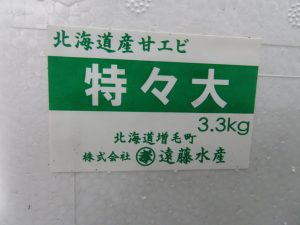 北海道産甘エビ
特々大
3.3kg
北海道増毛町
株式会社 遠藤水産